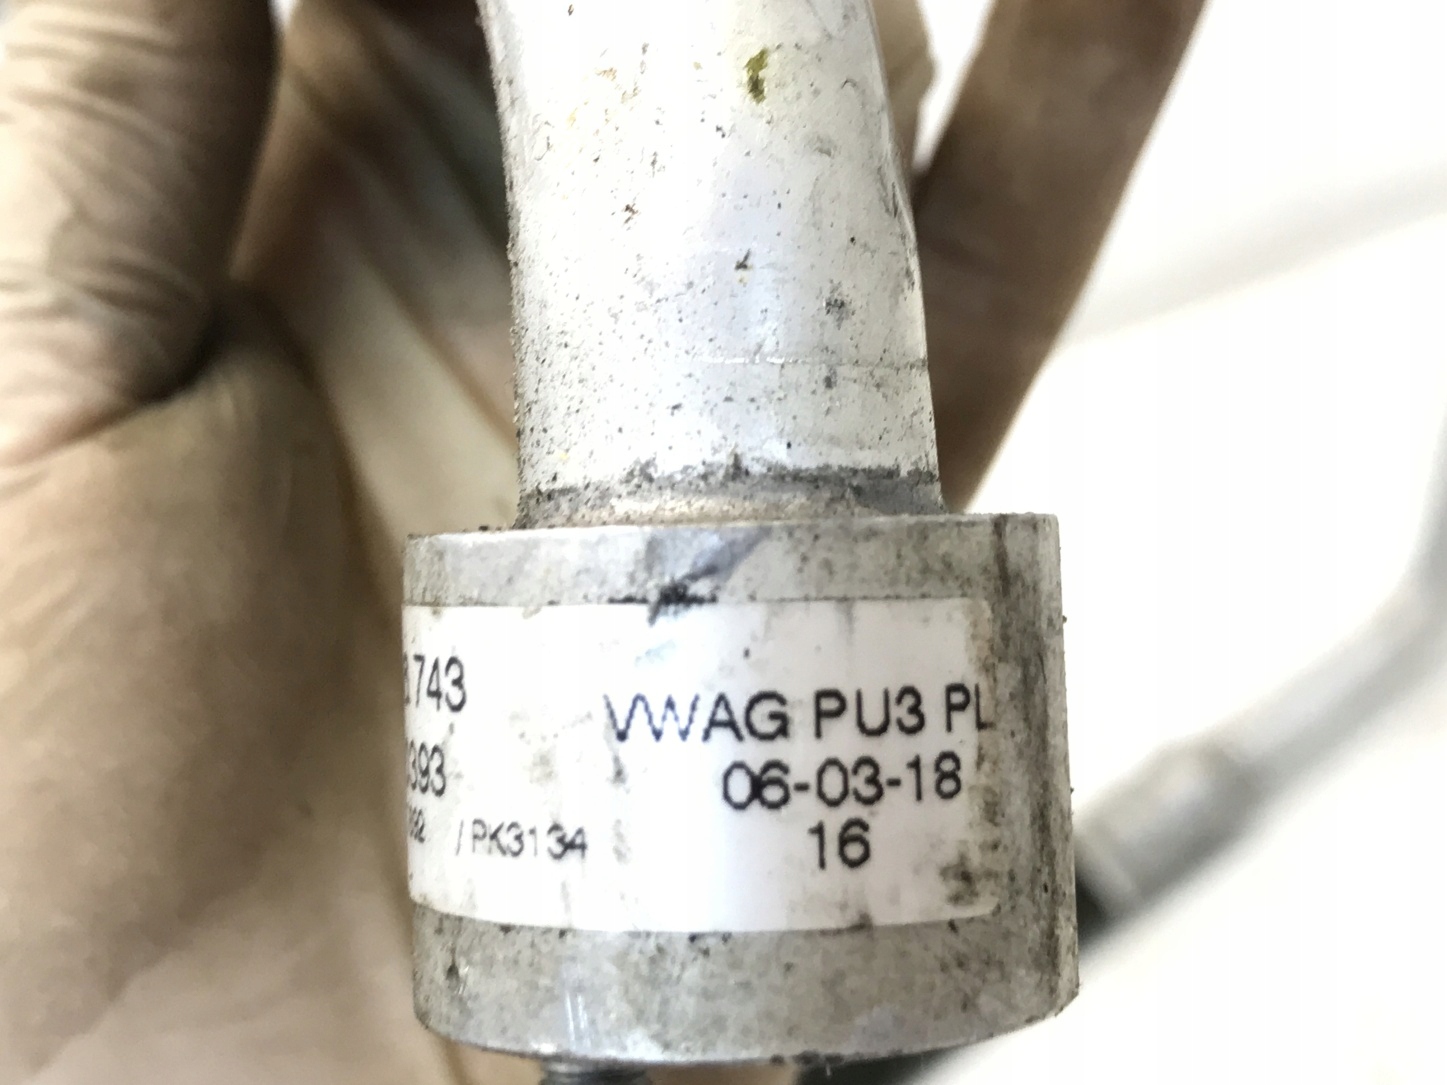 743
VWAG PU3 PL
393
06-03-18
/PK3134
16